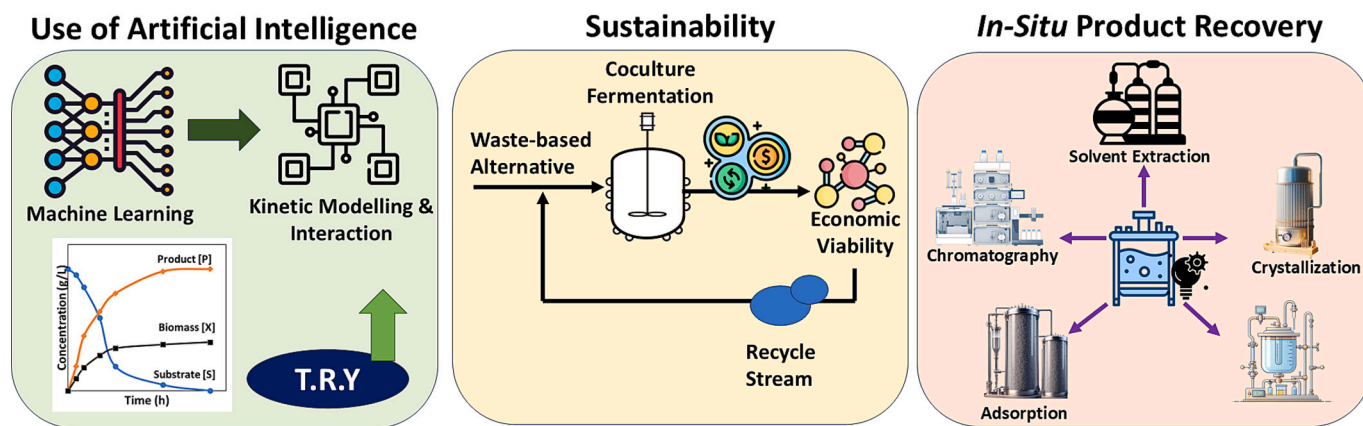 Use of Artificial Intelligence
Machine Learning
Kinetic Modelling &
Interaction
Concentration (g/L)
Product [P]
Biomass [X]
Substrate [S]
Time (h)
T.R.Y
Sustainability
Coculture
Fermentation
Waste-based
Alternative
$
Economic
Viability
Recycle
Stream
In-Situ Product Recovery
Solvent Extraction
Chromatography
Crystallization
Adsorption